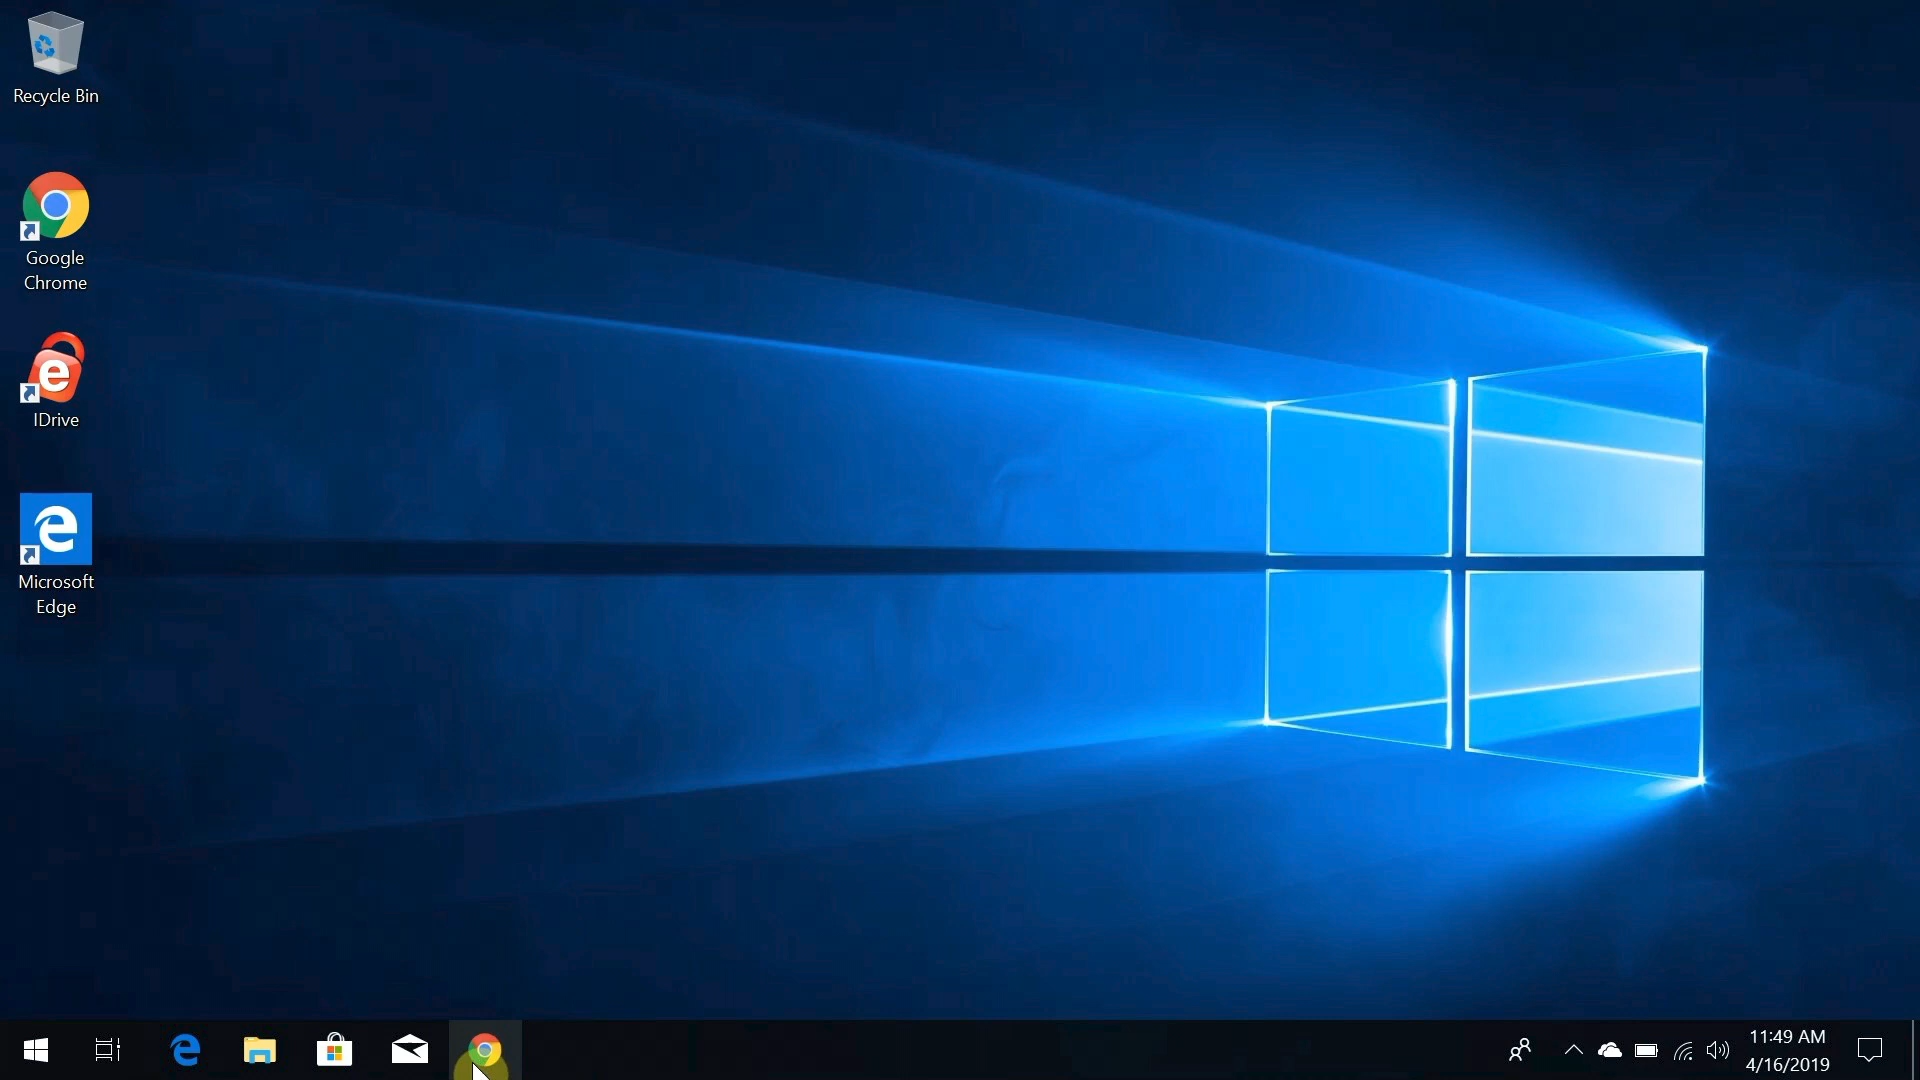 Recycle Bin
Google
Chrome
IDrive
Microsoft
Edge
11:49 AM
4/16/2019